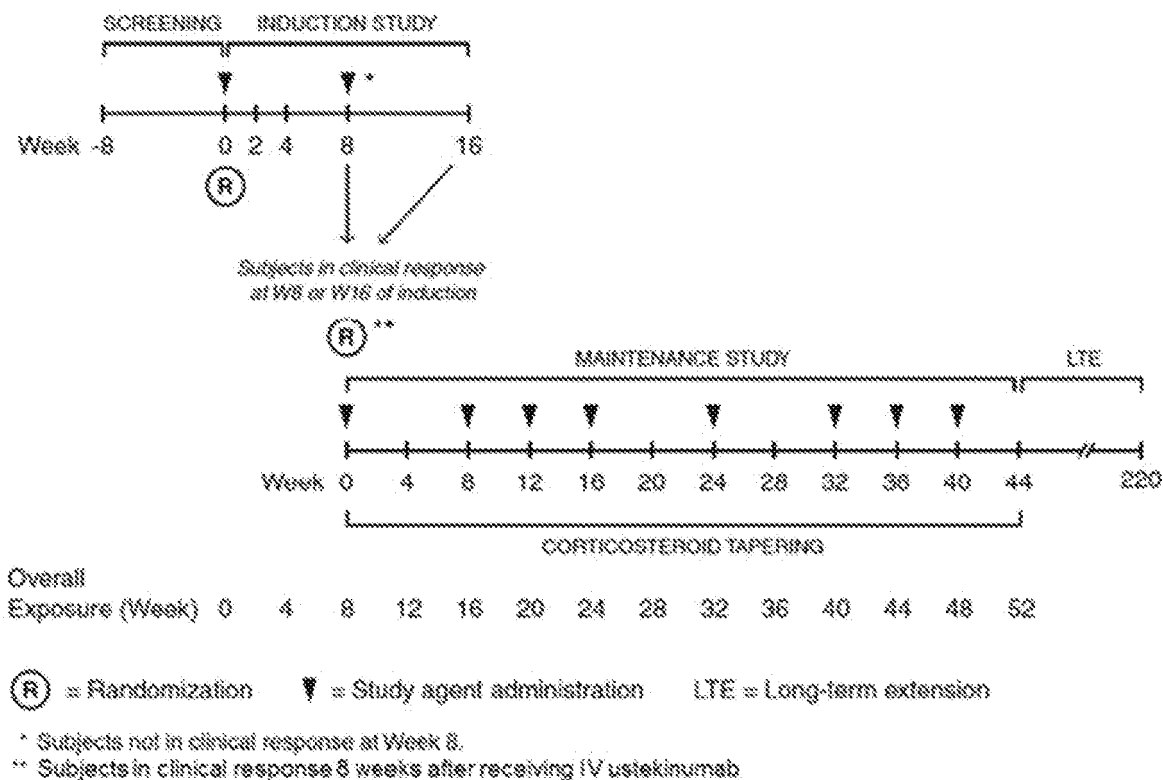 SCREENING INDUCTION STUDY
*
Week -8 0 2 4 8 16
R
Subjects in clinical response
at W8 or W16 of induction
R **
MAINTENANCE STUDY LTE
Week 0 4 8 12 16 20 24 28 32 36 40 44 220
CORTICOSTEROID TAPERING
Overall
Exposure (Week) 0 4 8 12 16 20 24 28 32 36 40 44 48 52
R = Randomization ▼ = Study agent administration LTE = Long-term extension
* Subjects not in clinical response at Week 8.
** Subjects in clinical response 8 weeks after receiving IV ustekinumab